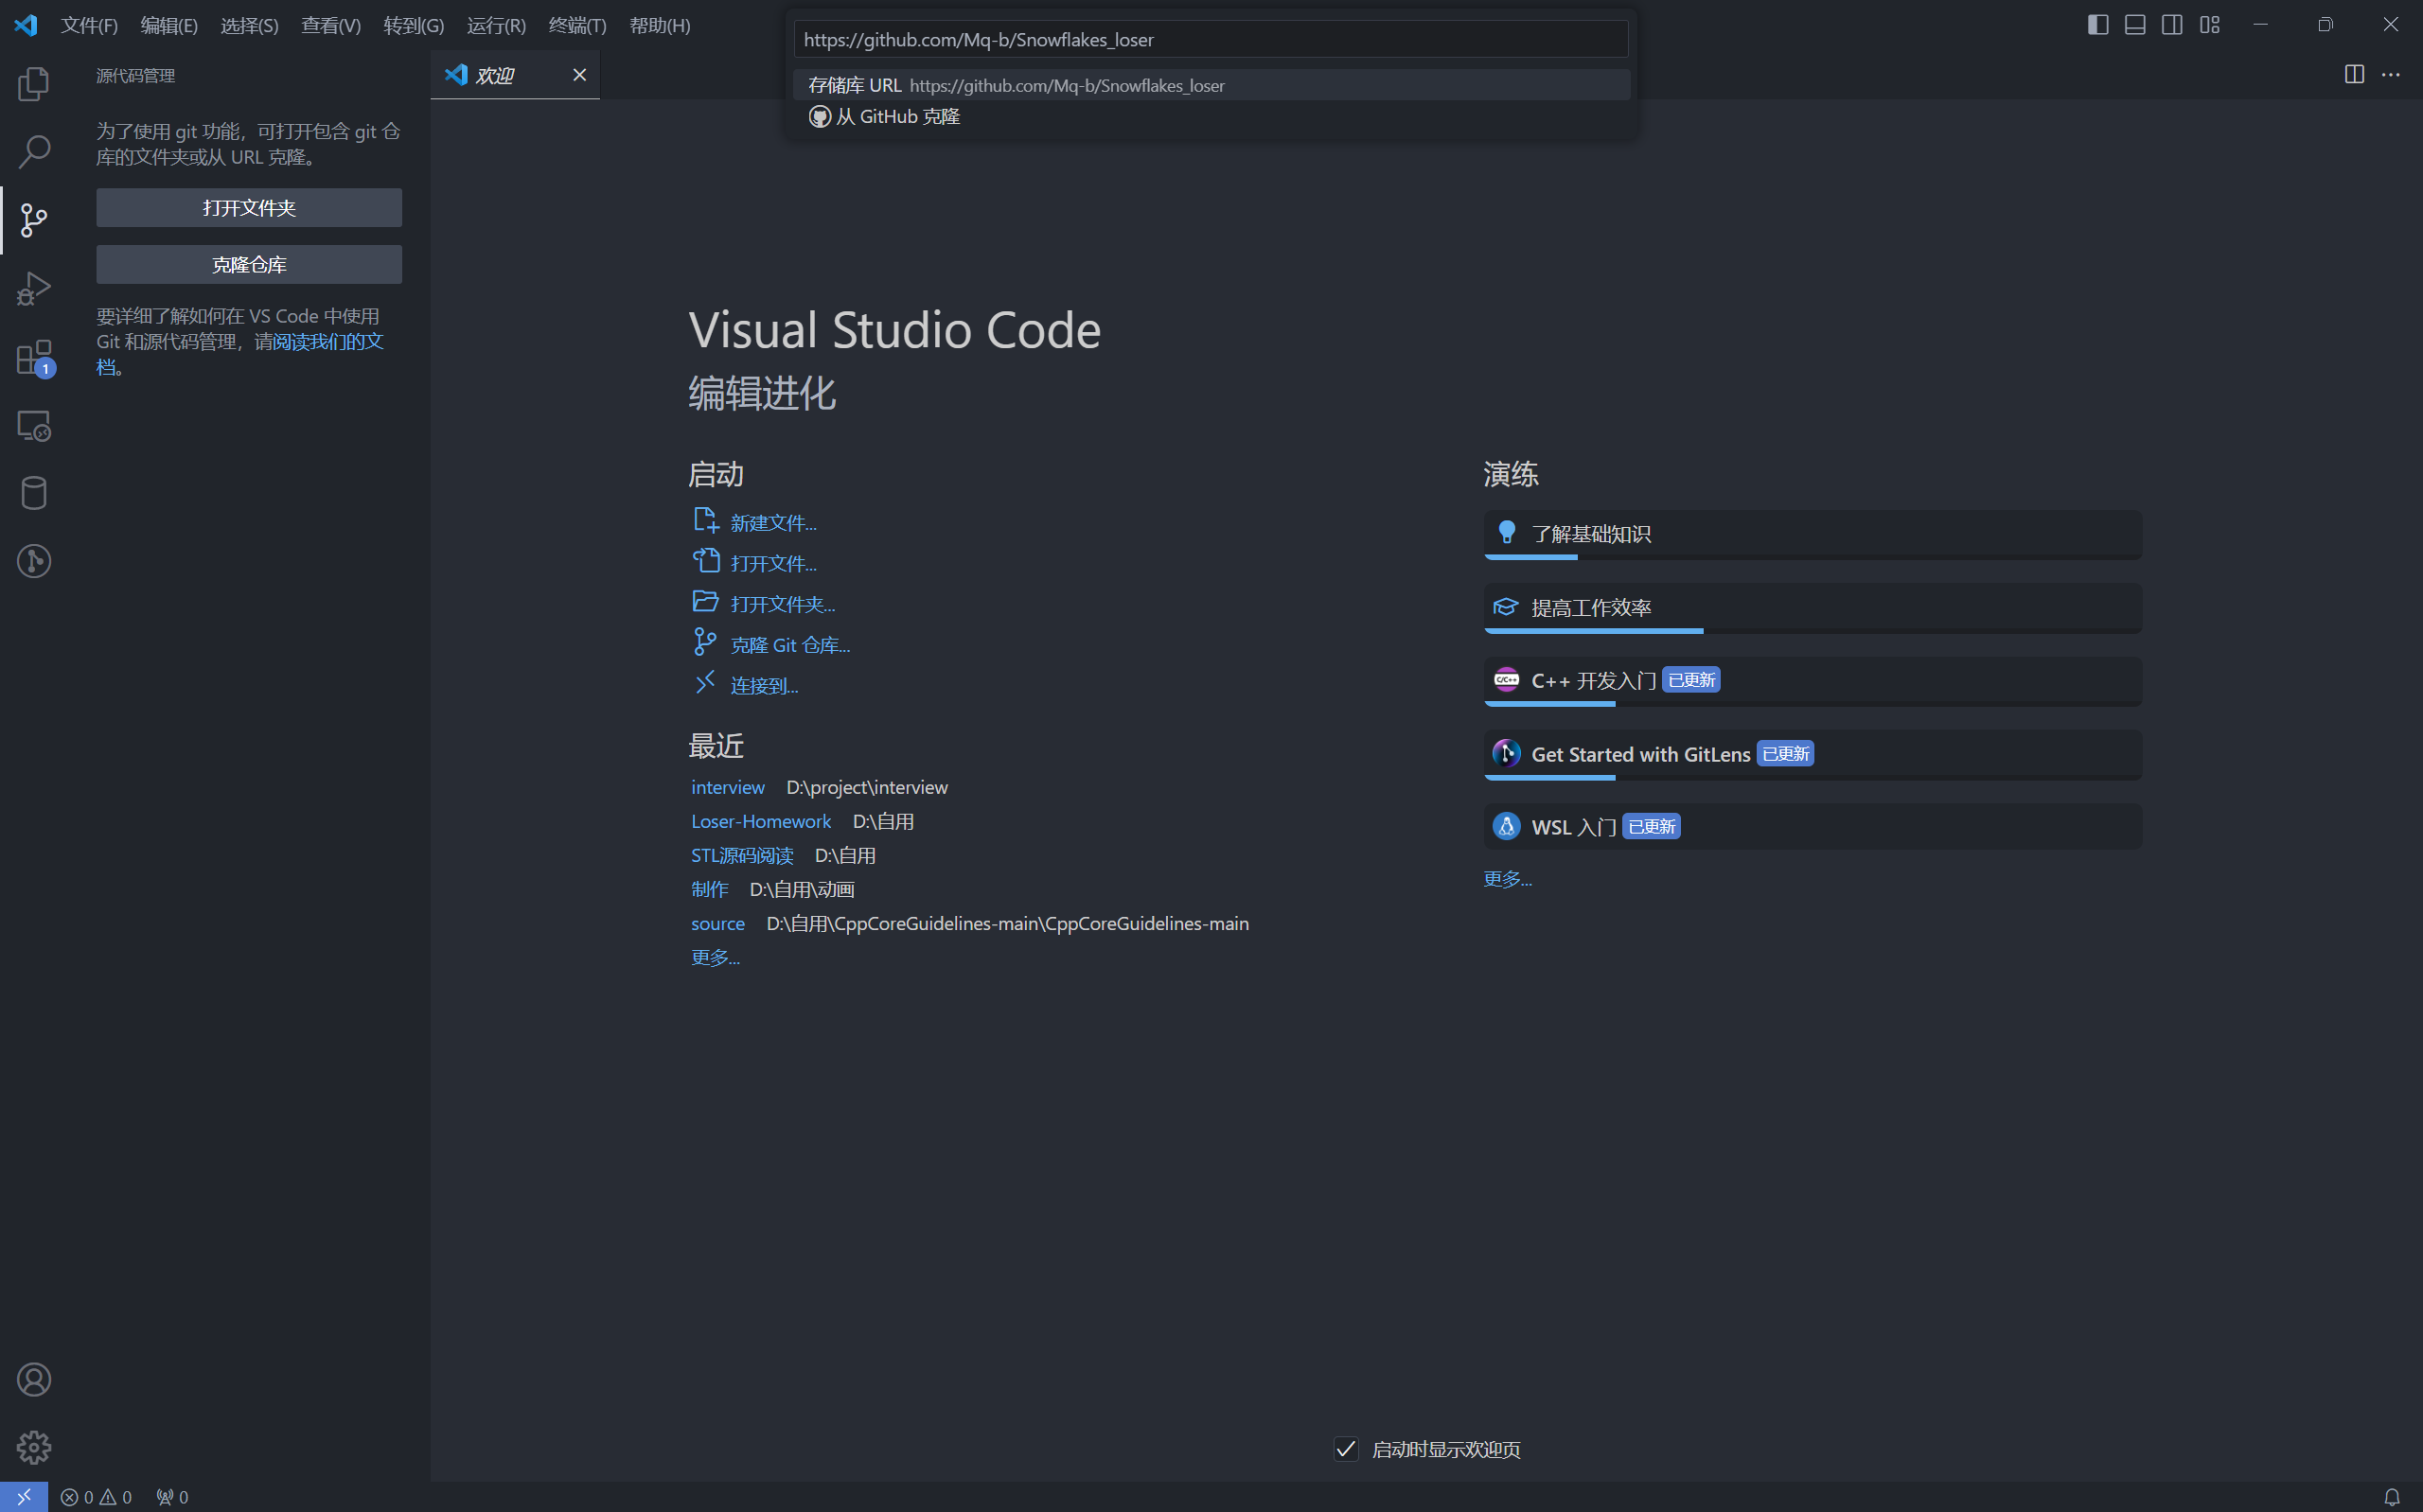 文件(F) 编辑(E) 选择(S) 查看(V) 转到(G) 运行(R) 终端(T) 帮助(H)
https://github.com/Mq-b/Snowflakes_loser
存储库 URL https://github.com/Mq-b/Snowflakes_loser
从 GitHub 克隆
源代码管理
欢迎
为了使用 git 功能，可打开包含 git 仓
库的文件夹或从 URL 克隆。
打开文件夹
克隆仓库
要详细了解如何在 VS Code 中使用
Git 和源代码管理，请阅读我们的文
档。
1
Visual Studio Code
编辑进化
启动
新建文件...
打开文件...
打开文件夹...
克隆 Git 仓库...
连接到...
最近
interview D:\project\interview
Loser-Homework D:\自用
STL源码阅读 D:\自用
制作 D:\自用\动画
source D:\自用\CppCoreGuidelines-main\CppCoreGuidelines-main
更多...
演练
了解基础知识
提高工作效率
C/C++ C++ 开发入门 已更新
Get Started with GitLens 已更新
WSL 入门 已更新
更多...
启动时显示欢迎页
0 0 0